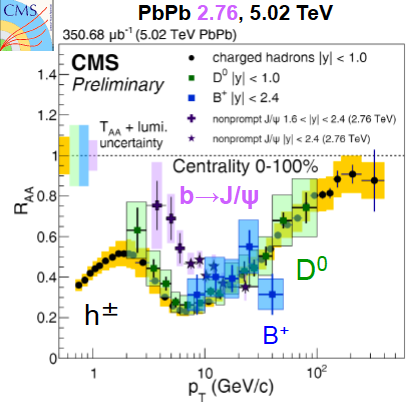 PbPb 2.76, 5.02 TeV
CMS
350.68 μb⁻¹ (5.02 TeV PbPb)
CMS
Preliminary
charged hadrons |y| < 1.0
D⁰ |y| < 1.0
B⁺ |y| < 2.4
nonprompt J/ψ 1.6 < |y| < 2.4 (2.76 TeV)
nonprompt J/ψ |y| < 2.4 (2.76 TeV)
T_AA + lumi.
uncertainty
Centrality 0-100%
b→J/ψ
h±
D⁰
B⁺
R_AA
1.4
1.2
1
0.8
0.6
0.4
0.2
0
1
10
10²
p_T (GeV/c)